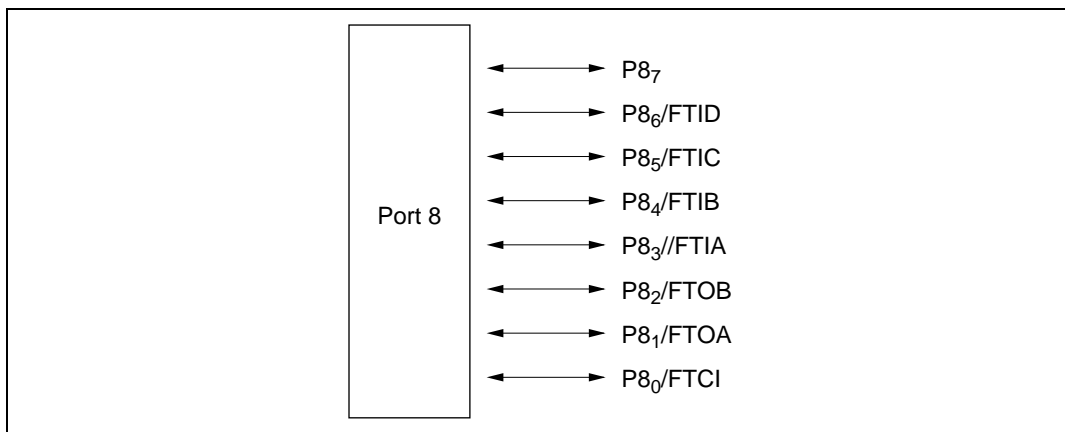 Port 8
P8₇
P8₆/FTID
P8₅/FTIC
P8₄/FTIB
P8₃//FTIA
P8₂/FTOB
P8₁/FTOA
P8₀/FTCI